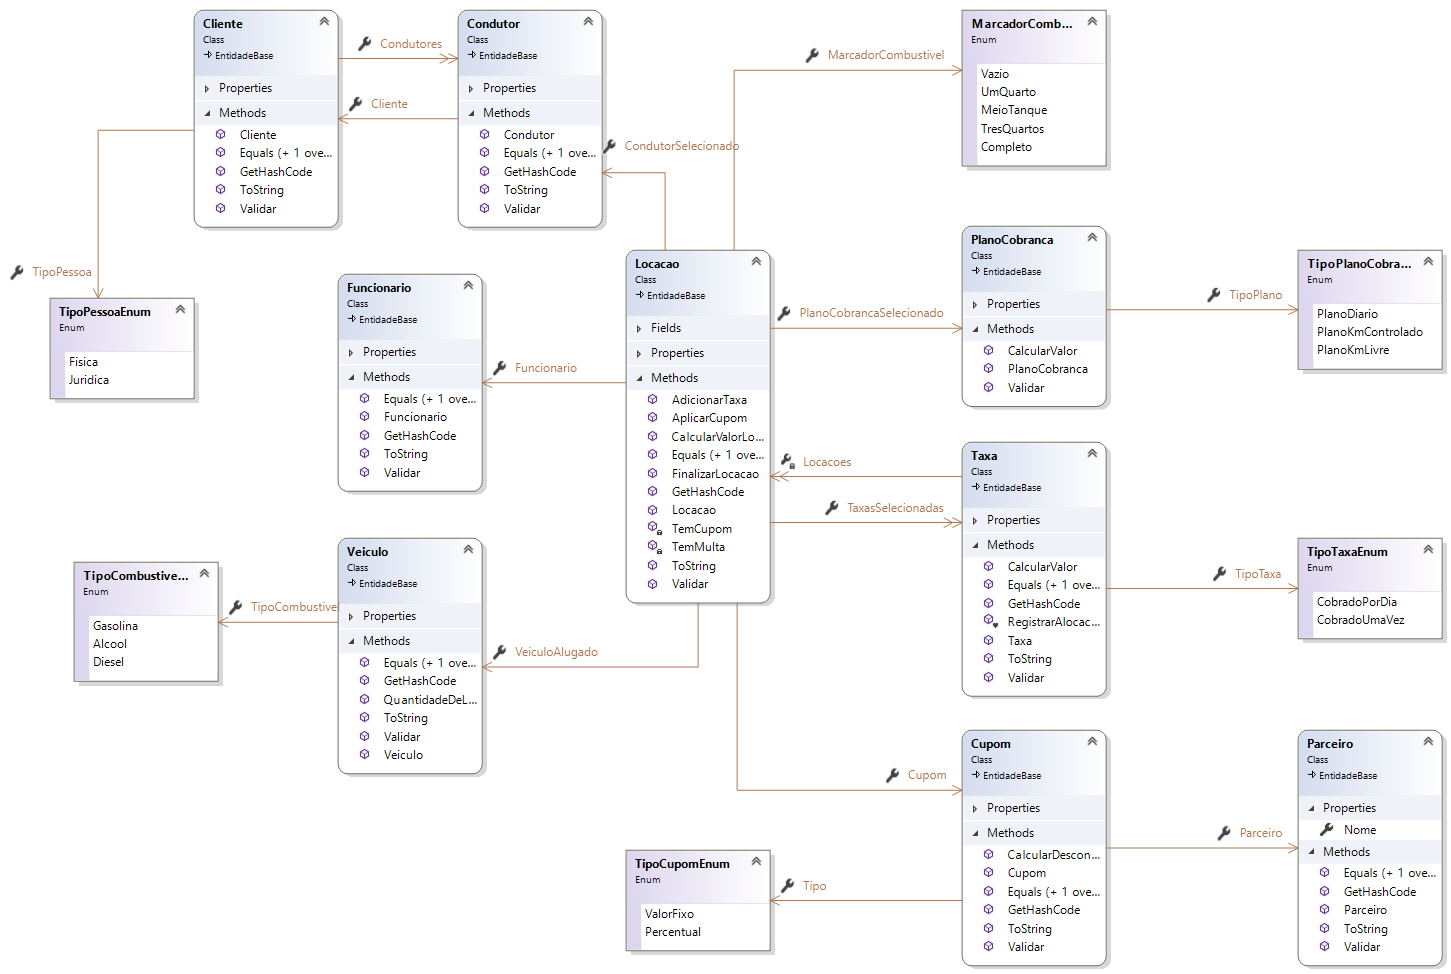 Cliente
Class
EntidadeBase
Properties
Methods
Cliente
Equals (+ 1 ove...
GetHashCode
ToString
Validar
Condutores
Cliente
Condutor
Class
EntidadeBase
Properties
Methods
Condutor
Equals (+ 1 ove...
GetHashCode
ToString
Validar
CondutorSelecionado
MarcadorCombustivel
MarcadorComb...
Enum
Vazio
UmQuarto
MeioTanque
TresQuartos
Completo
TipoPessoa
TipoPessoaEnum
Enum
Fisica
Juridica
Funcionario
Class
EntidadeBase
Properties
Methods
Equals (+ 1 ove...
Funcionario
GetHashCode
ToString
Validar
Funcionario
Locacao
Class
EntidadeBase
Fields
Properties
Methods
AdicionarTaxa
AplicarCupom
CalcularValorLo...
Equals (+ 1 ove...
FinalizarLocacao
GetHashCode
Locacao
TemCupom
TemMulta
ToString
Validar
PlanoCobrancaSelecionado
PlanoCobranca
Class
EntidadeBase
Properties
Methods
CalcularValor
PlanoCobranca
Validar
TipoPlano
TipoPlanoCobra...
Enum
PlanoDiario
PlanoKmControlado
PlanoKmLivre
Locacoes
TaxasSelecionadas
Taxa
Class
EntidadeBase
Properties
Methods
CalcularValor
Equals (+ 1 ove...
GetHashCode
RegistrarAlocac...
Taxa
ToString
Validar
TipoTaxa
TipoTaxaEnum
Enum
CobradoPorDia
CobradoUmaVez
TipoCombustive...
Enum
Gasolina
Alcool
Diesel
TipoCombustivel
Veiculo
Class
EntidadeBase
Properties
Methods
Equals (+ 1 ove...
GetHashCode
QuantidadeDeL...
ToString
Validar
Veiculo
VeiculoAlugado
Cupom
Cupom
Class
EntidadeBase
Properties
Methods
CalcularDescon...
Cupom
Equals (+ 1 ove...
GetHashCode
ToString
Validar
Parceiro
Parceiro
Class
EntidadeBase
Properties
Nome
Methods
Equals (+ 1 ove...
GetHashCode
Parceiro
ToString
Validar
Tipo
TipoCupomEnum
Enum
ValorFixo
Percentual